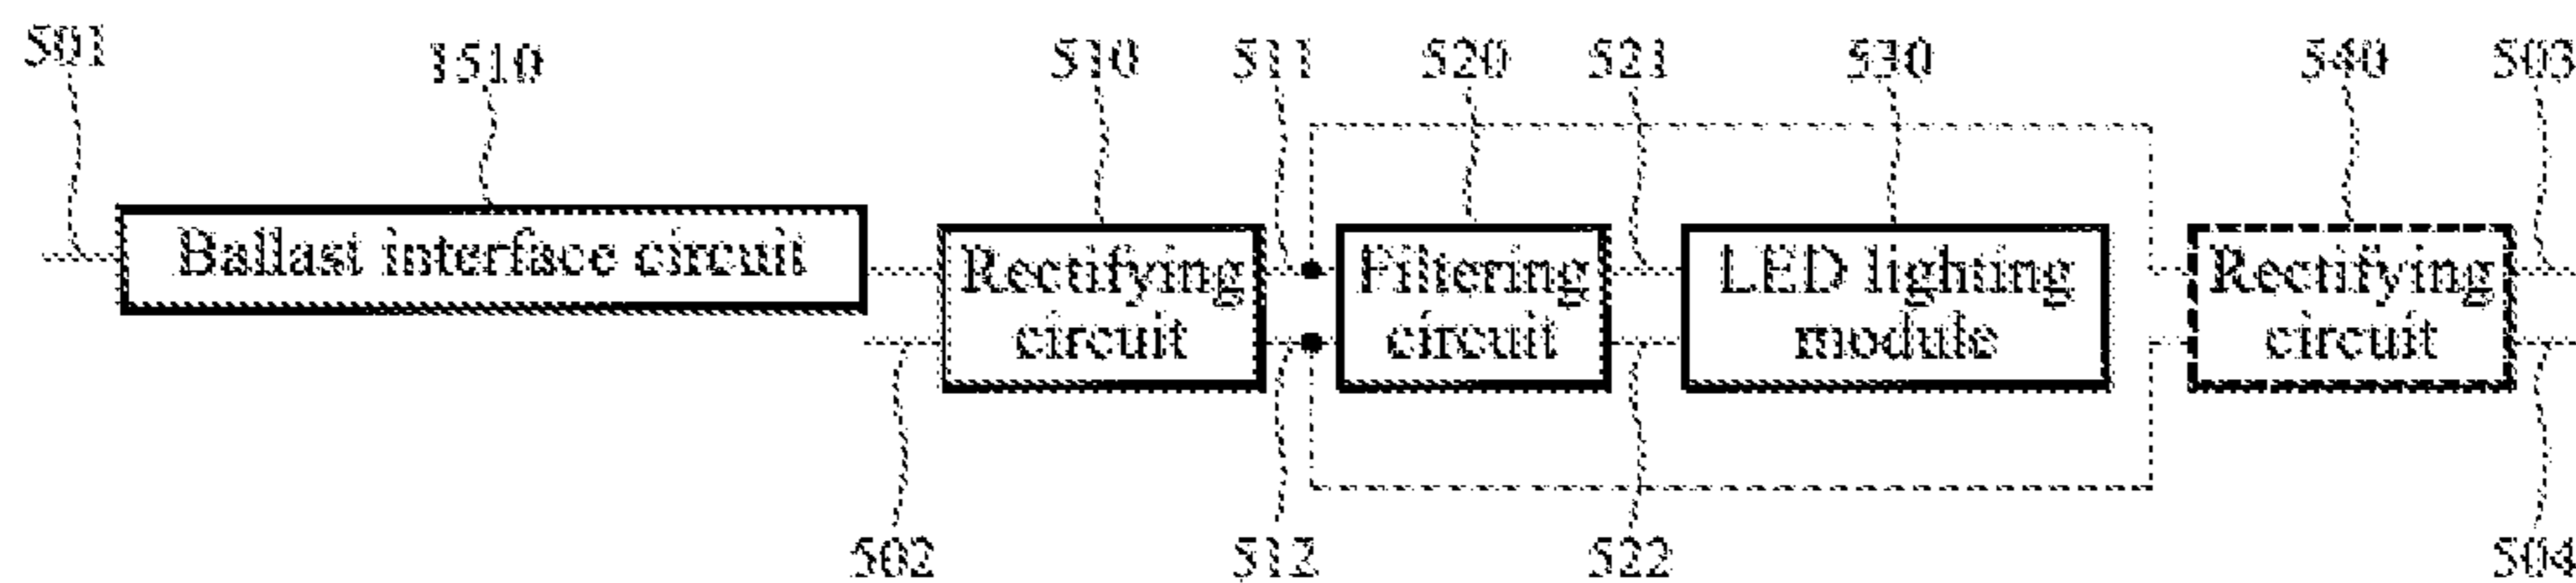 501
1510
510
511
520
521
530
540
503
Ballast interface circuit
Rectifying
circuit
Filtering
circuit
LED lighting
module
Rectifying
circuit
502
512
522
504